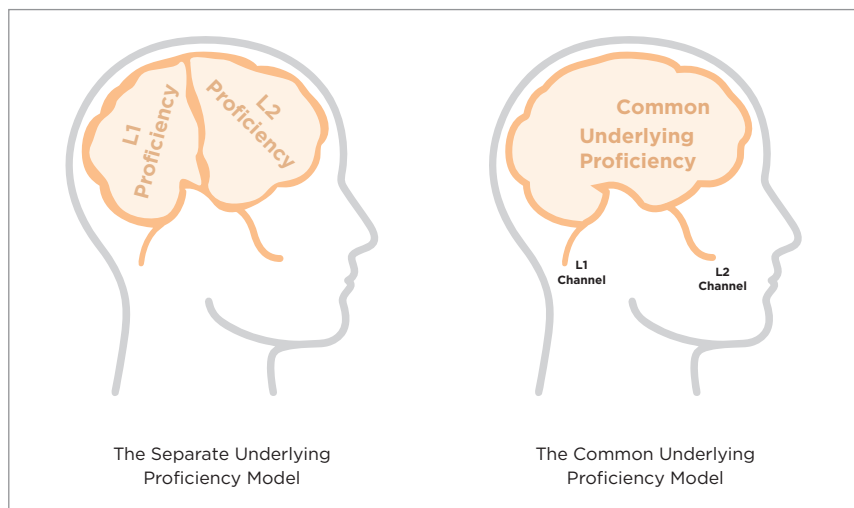 L1
Proficiency
L2
Proficiency
Common
Underlying
Proficiency
L1
Channel
L2
Channel
The Separate Underlying
Proficiency Model
The Common Underlying
Proficiency Model